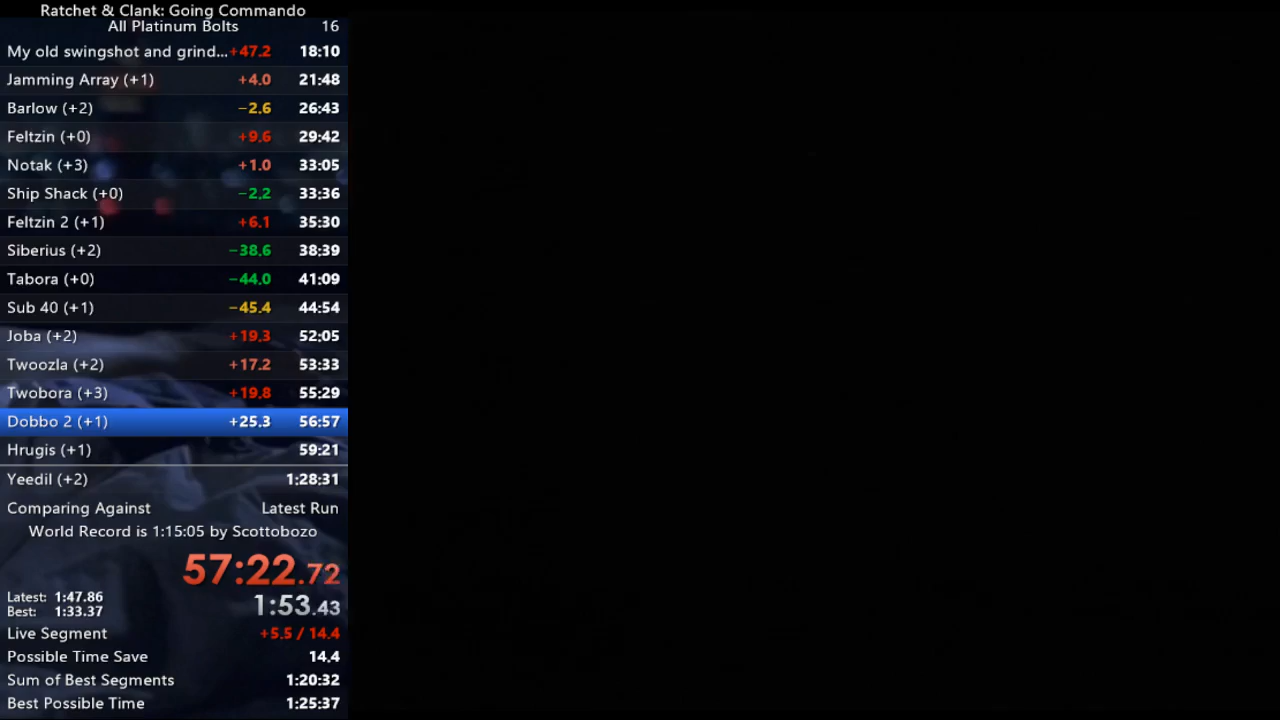 Ratchet & Clank: Going Commando
All Platinum Bolts 16
My old swingshot and grind... +47.2 18:10
Jamming Array (+1) +4.0 21:48
Barlow (+2) −2.6 26:43
Feltzin (+0) +9.6 29:42
Notak (+3) +1.0 33:05
Ship Shack (+0) −2.2 33:36
Feltzin 2 (+1) +6.1 35:30
Siberius (+2) −38.6 38:39
Tabora (+0) −44.0 41:09
Sub 40 (+1) −45.4 44:54
Joba (+2) +19.3 52:05
Twoozla (+2) +17.2 53:33
Twobora (+3) +19.8 55:29
Dobbo 2 (+1) +25.3 56:57
Hrugis (+1) 59:21
Yeedil (+2) 1:28:31
Comparing Against Latest Run
World Record is 1:15:05 by Scottobozo
57:22.72
Latest: 1:47.86
Best: 1:33.37
1:53.43
Live Segment +5.5 / 14.4
Possible Time Save 14.4
Sum of Best Segments 1:20:32
Best Possible Time 1:25:37